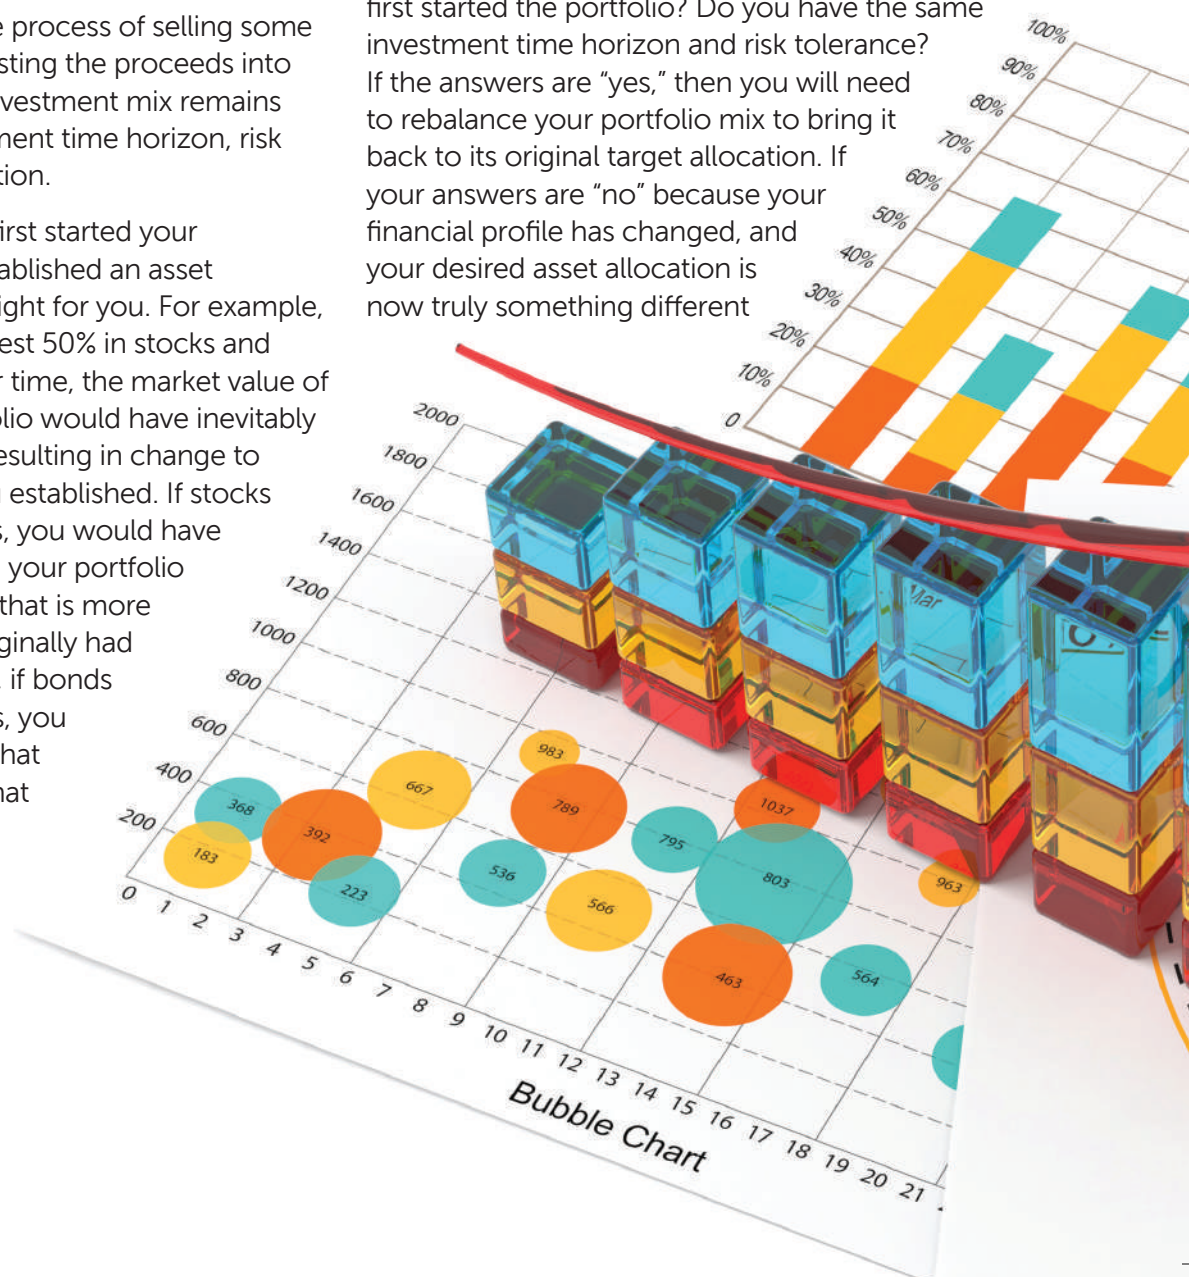 e process of selling some
sting the proceeds into
vestment mix remains
ment time horizon, risk
tion.
first started your
tablished an asset
ight for you. For example,
est 50% in stocks and
r time, the market value of
olio would have inevitably
esulting in change to
established. If stocks
s, you would have
your portfolio
that is more
ginally had
if bonds
s, you
hat
hat
first started the portfolio? Do you have the same
investment time horizon and risk tolerance?
If the answers are “yes,” then you will need
to rebalance your portfolio mix to bring it
back to its original target allocation. If
your answers are “no” because your
financial profile has changed, and
your desired asset allocation is
now truly something different
100%
90%
80%
70%
60%
50%
40%
30%
20%
10%
0
2000
1800
1600
1400
1200
1000
800
600
400
200
0
Mar
983
667
789
1037
368
392
795
183
223
536
803
963
566
463
564
1 2 3 4 5 6 7 8 9 10 11 12 13 14 15 16 17 18 19 20 21
Bubble Chart